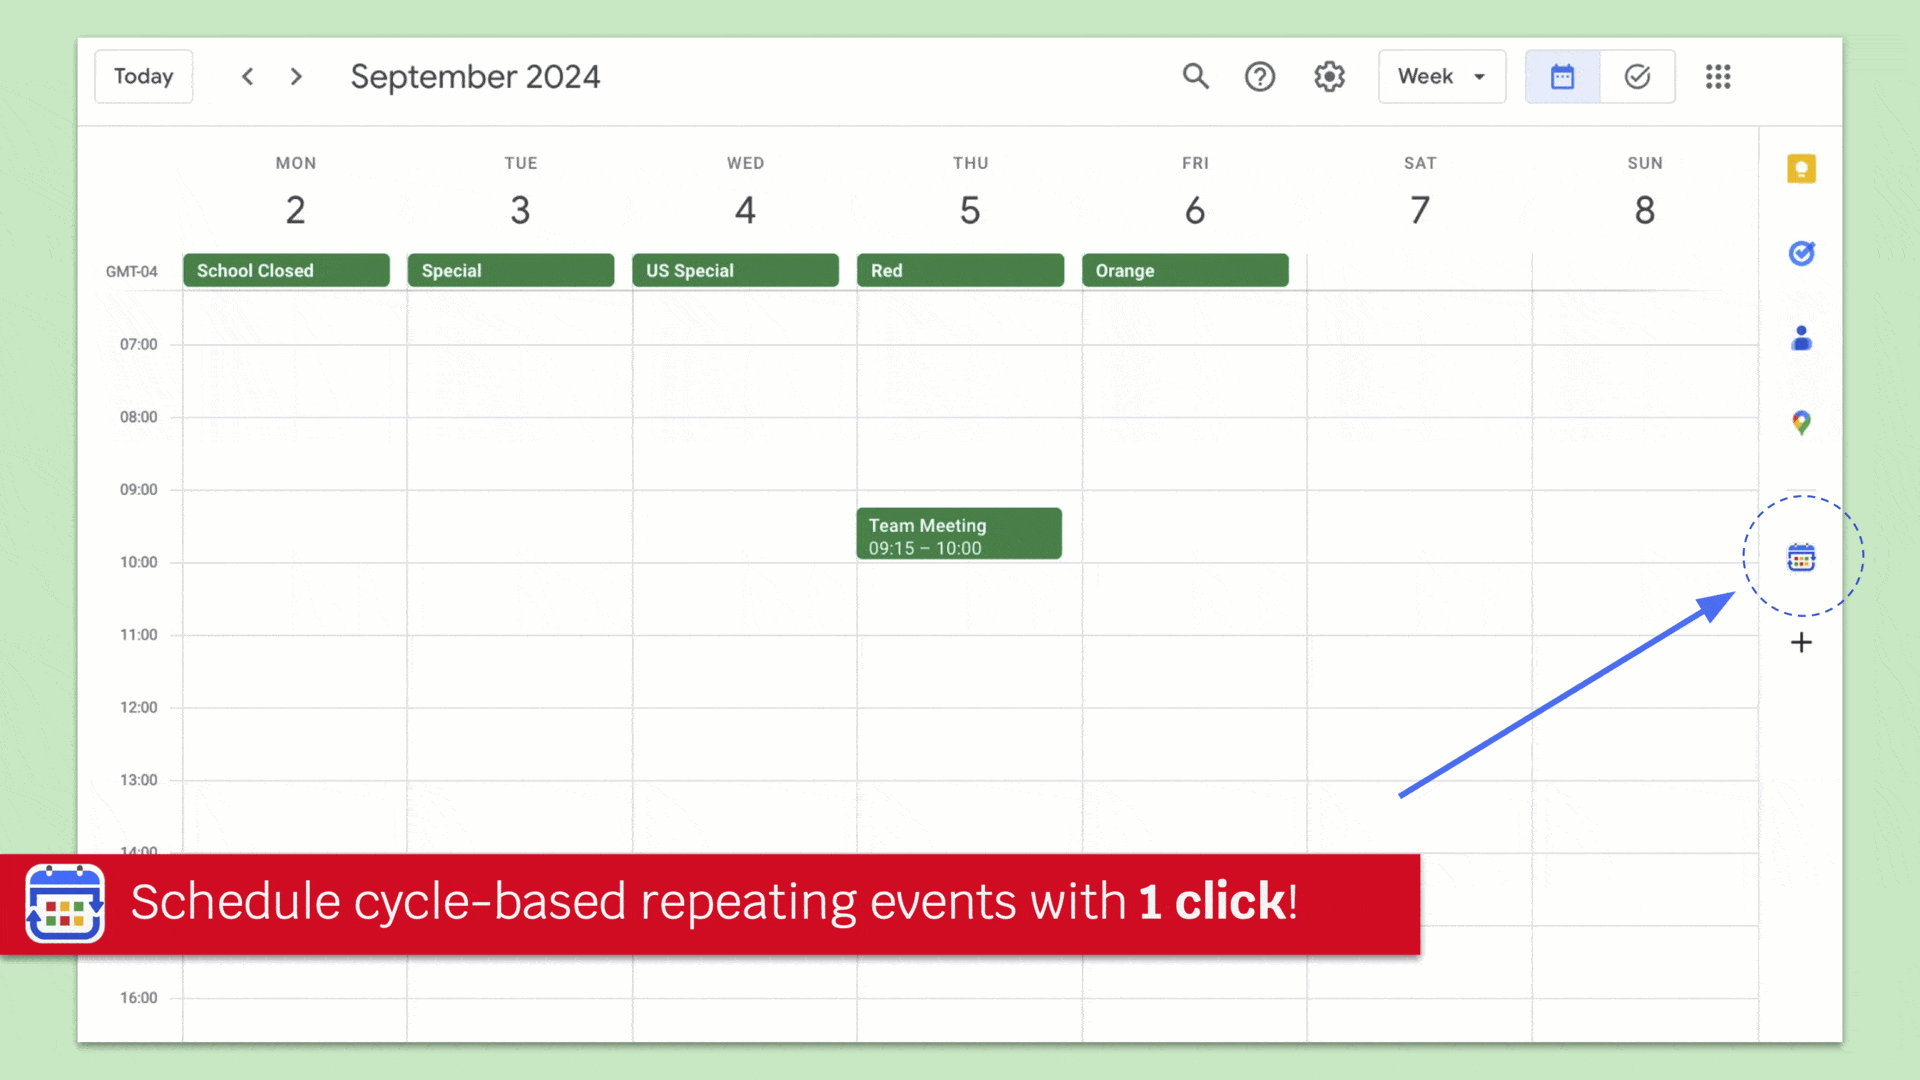 Today
September 2024
Week
MON
TUE
WED
THU
FRI
SAT
SUN
2
3
4
5
6
7
8
GMT-04
School Closed
Special
US Special
Red
Orange
07:00
08:00
09:00
Team Meeting
09:15 – 10:00
10:00
11:00
12:00
13:00
14:00
Schedule cycle-based repeating events with 1 click!
16:00